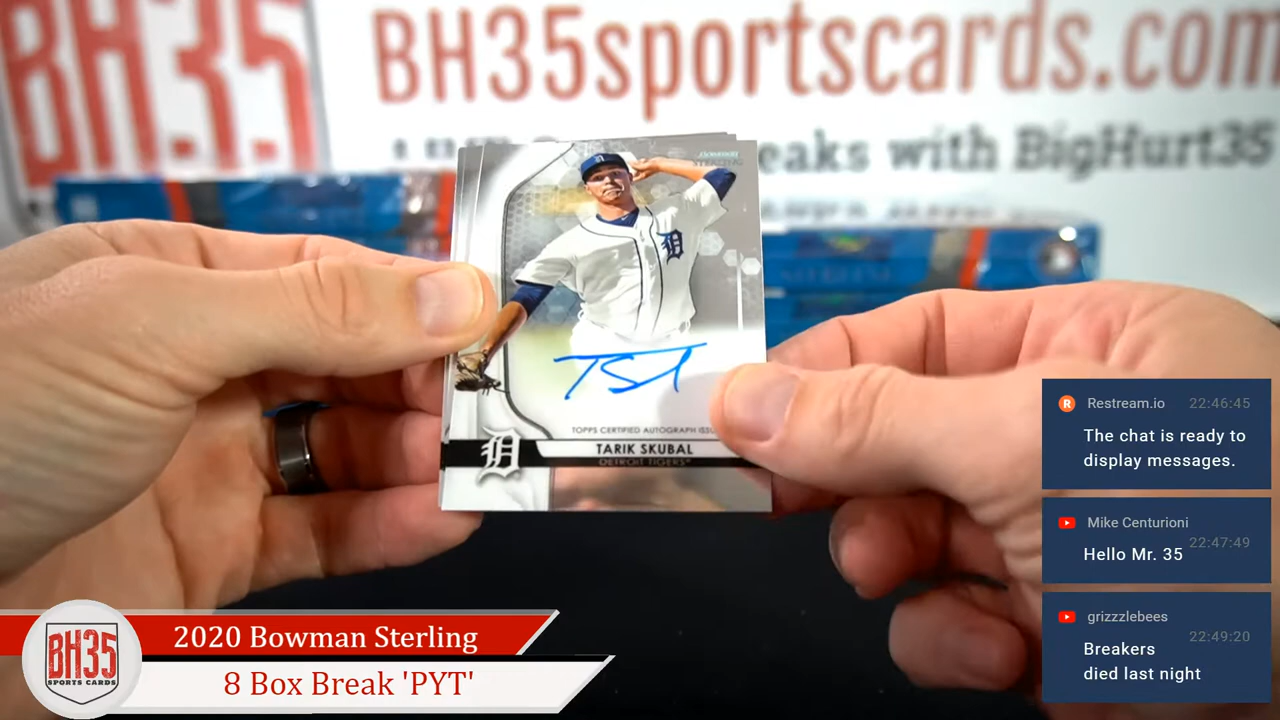 BH35
BH35sportscards.com
eaks with BigHurt35
D
TOPPS CERTIFIED AUTOGRAPH ISSU
TARIK SKUBAL
DETROIT TIGERS
Restream.io 22:46:45
The chat is ready to
display messages.
Mike Centurioni
22:47:49
Hello Mr. 35
grizzzlebees
22:49:20
Breakers
died last night
BH35
SPORTS CARDS
2020 Bowman Sterling
8 Box Break 'PYT'